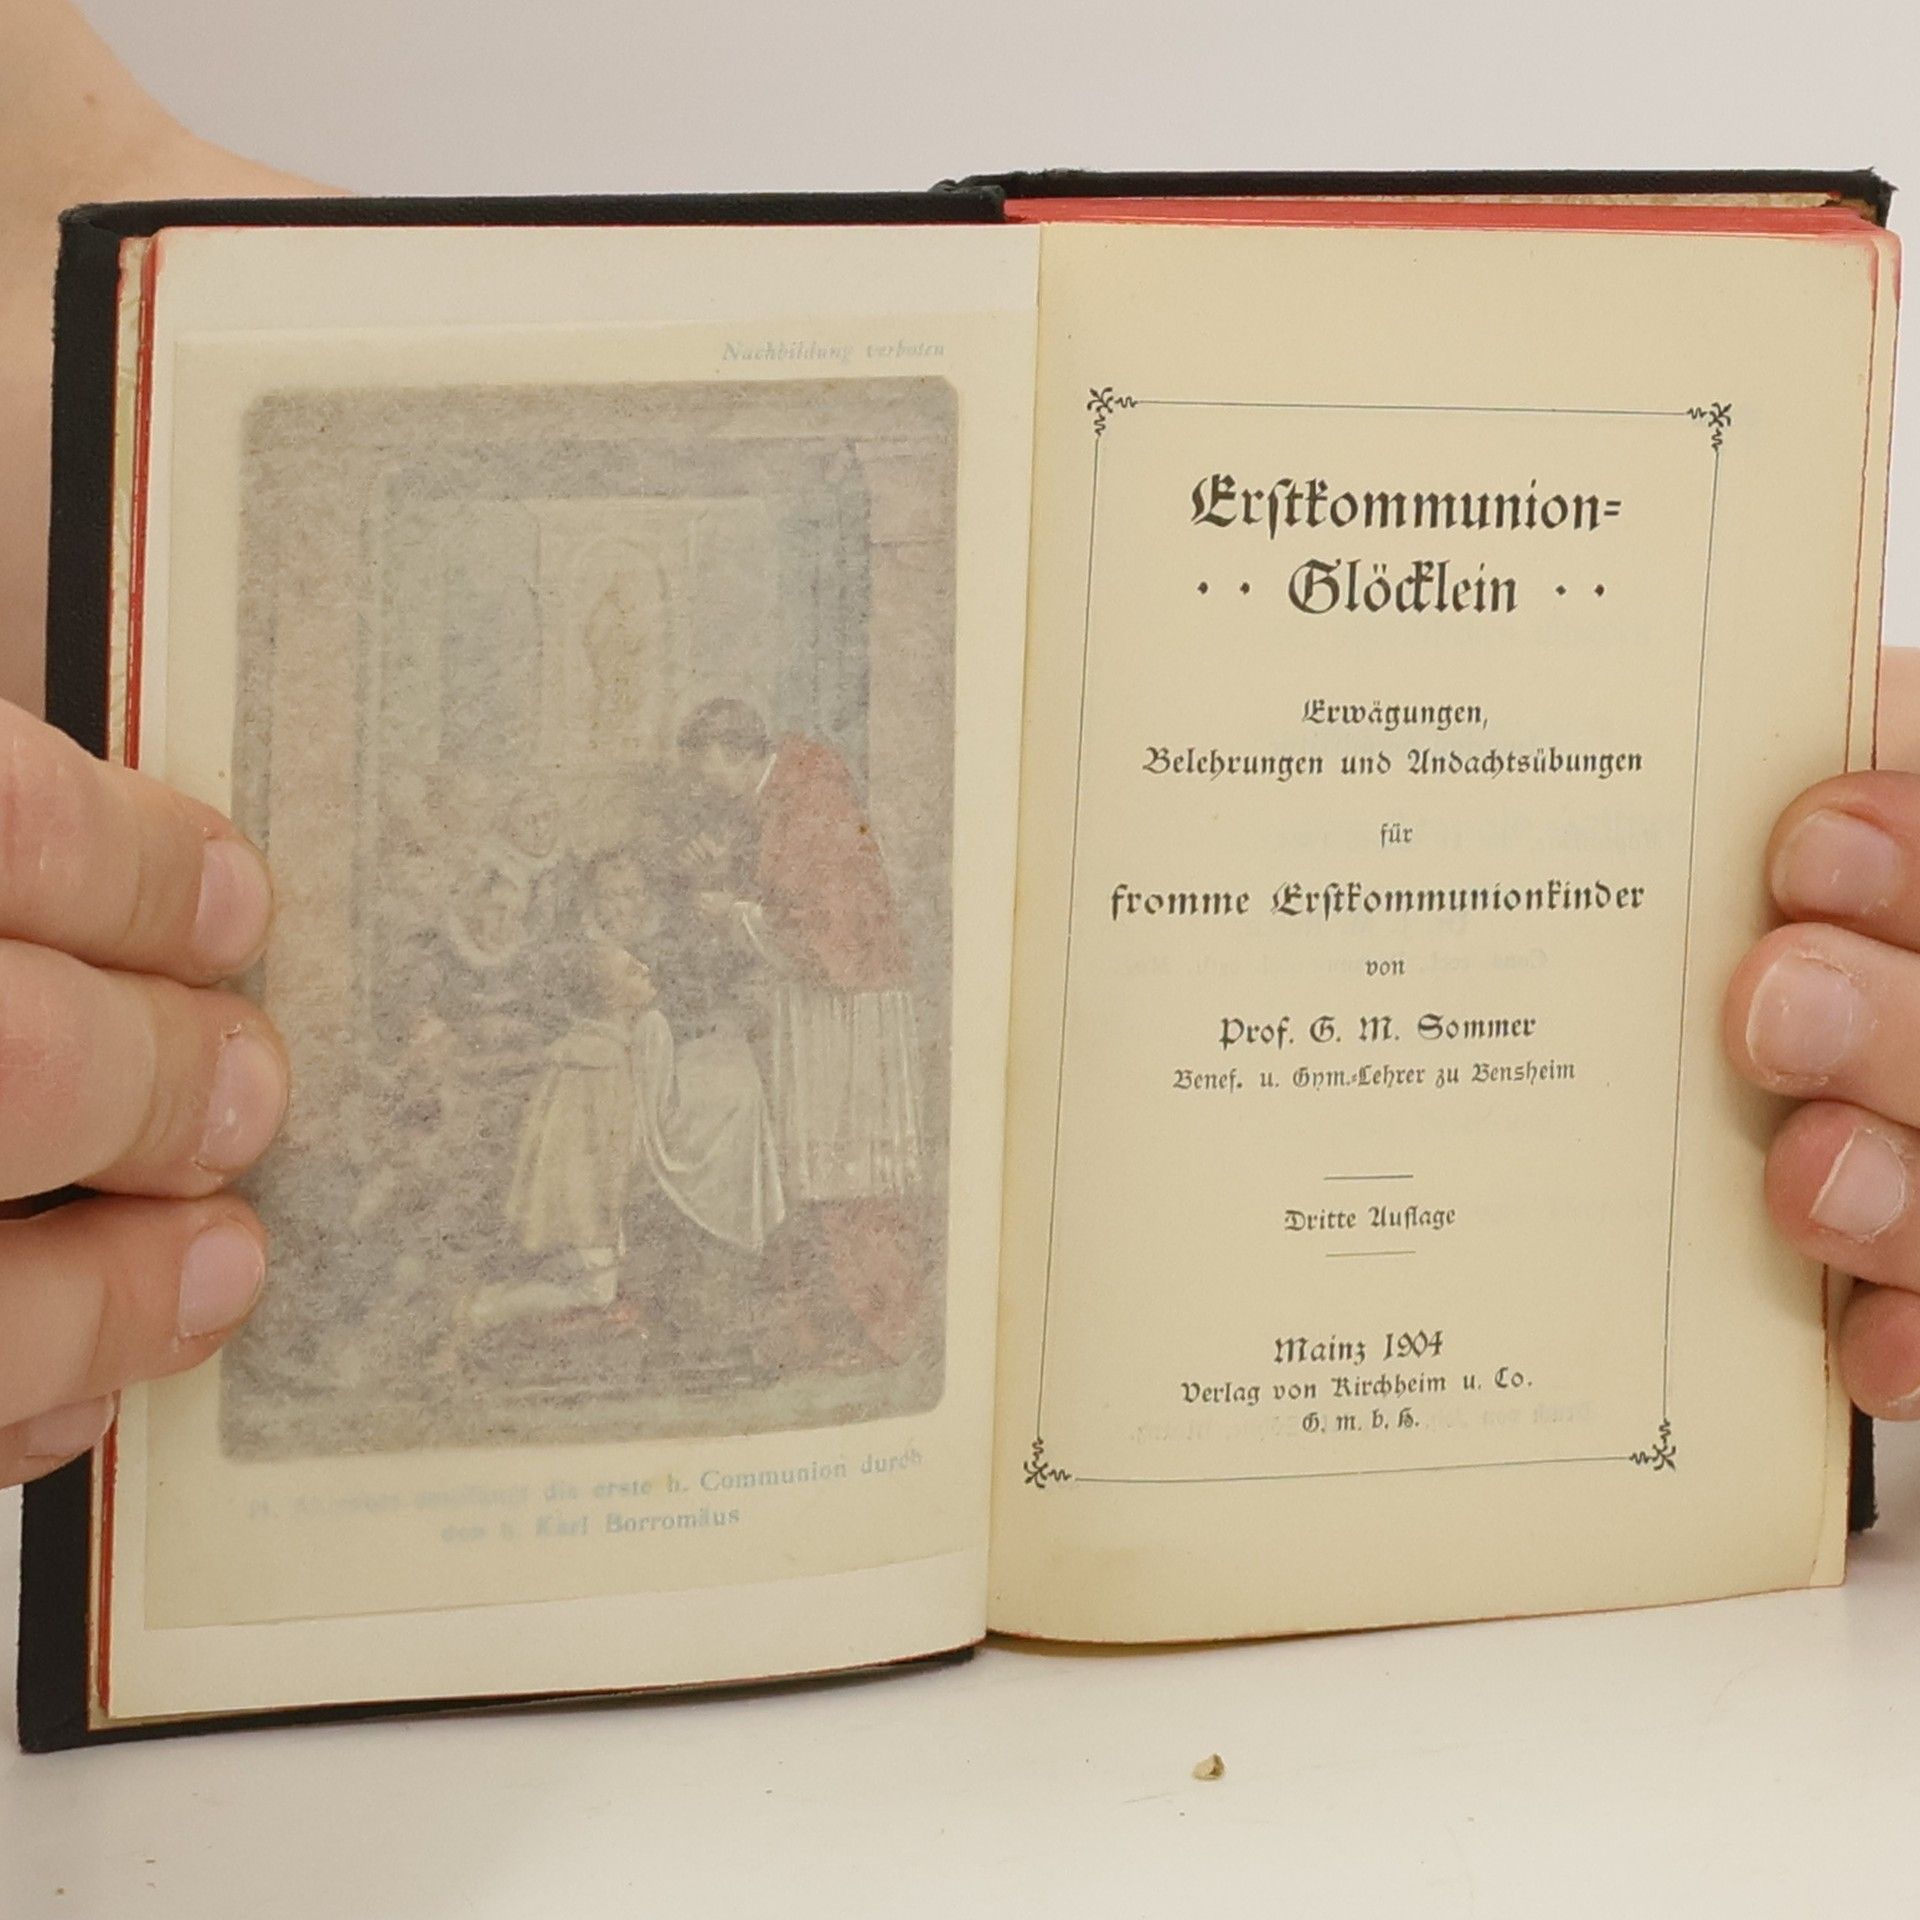 Nachbildung verboten
die erste h. Communion durch
den h. Karl Borromäus
Erstkommunion=
Glöcklein
Erwägungen,
Belehrungen und Andachtsübungen
für
fromme Erstkommunionkinder
von
Prof. G. M. Sommer
Benef. u. Gym.=Lehrer zu Bensheim
Dritte Auflage
Mainz 1904
Verlag von Kirchheim u. Co.
G. m. b. H.